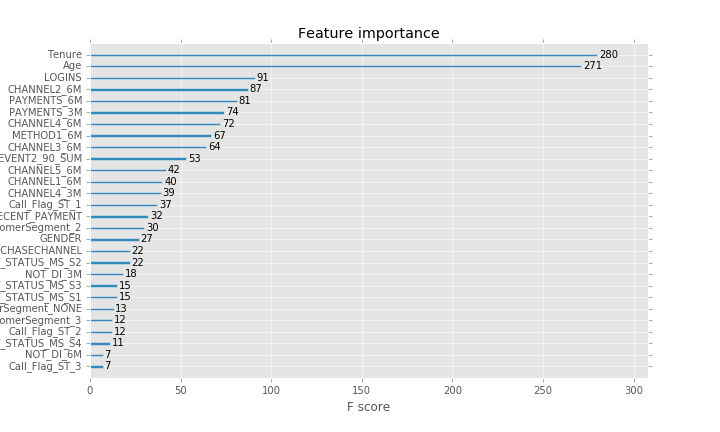 Feature importance
Tenure 280
Age 271
LOGINS 91
CHANNEL2_6M 87
PAYMENTS_6M 81
PAYMENTS_3M 74
CHANNEL4_6M 72
METHOD1_6M 67
CHANNEL3_6M 64
EVENT2_90_SUM 53
CHANNEL5_6M 42
CHANNEL1_6M 40
CHANNEL4_3M 39
Call_Flag_ST_1 37
ECENT_PAYMENT 32
omerSegment_2 30
GENDER 27
CHASECHANNEL 22
_STATUS_MS_S2 22
NOT_DI_3M 18
_STATUS_MS_S3 15
_STATUS_MS_S1 15
erSegment_NONE 13
omerSegment_3 12
Call_Flag_ST_2 12
_STATUS_MS_S4 11
NOT_DI_6M 7
Call_Flag_ST_3 7
0 50 100 150 200 250 300
F score